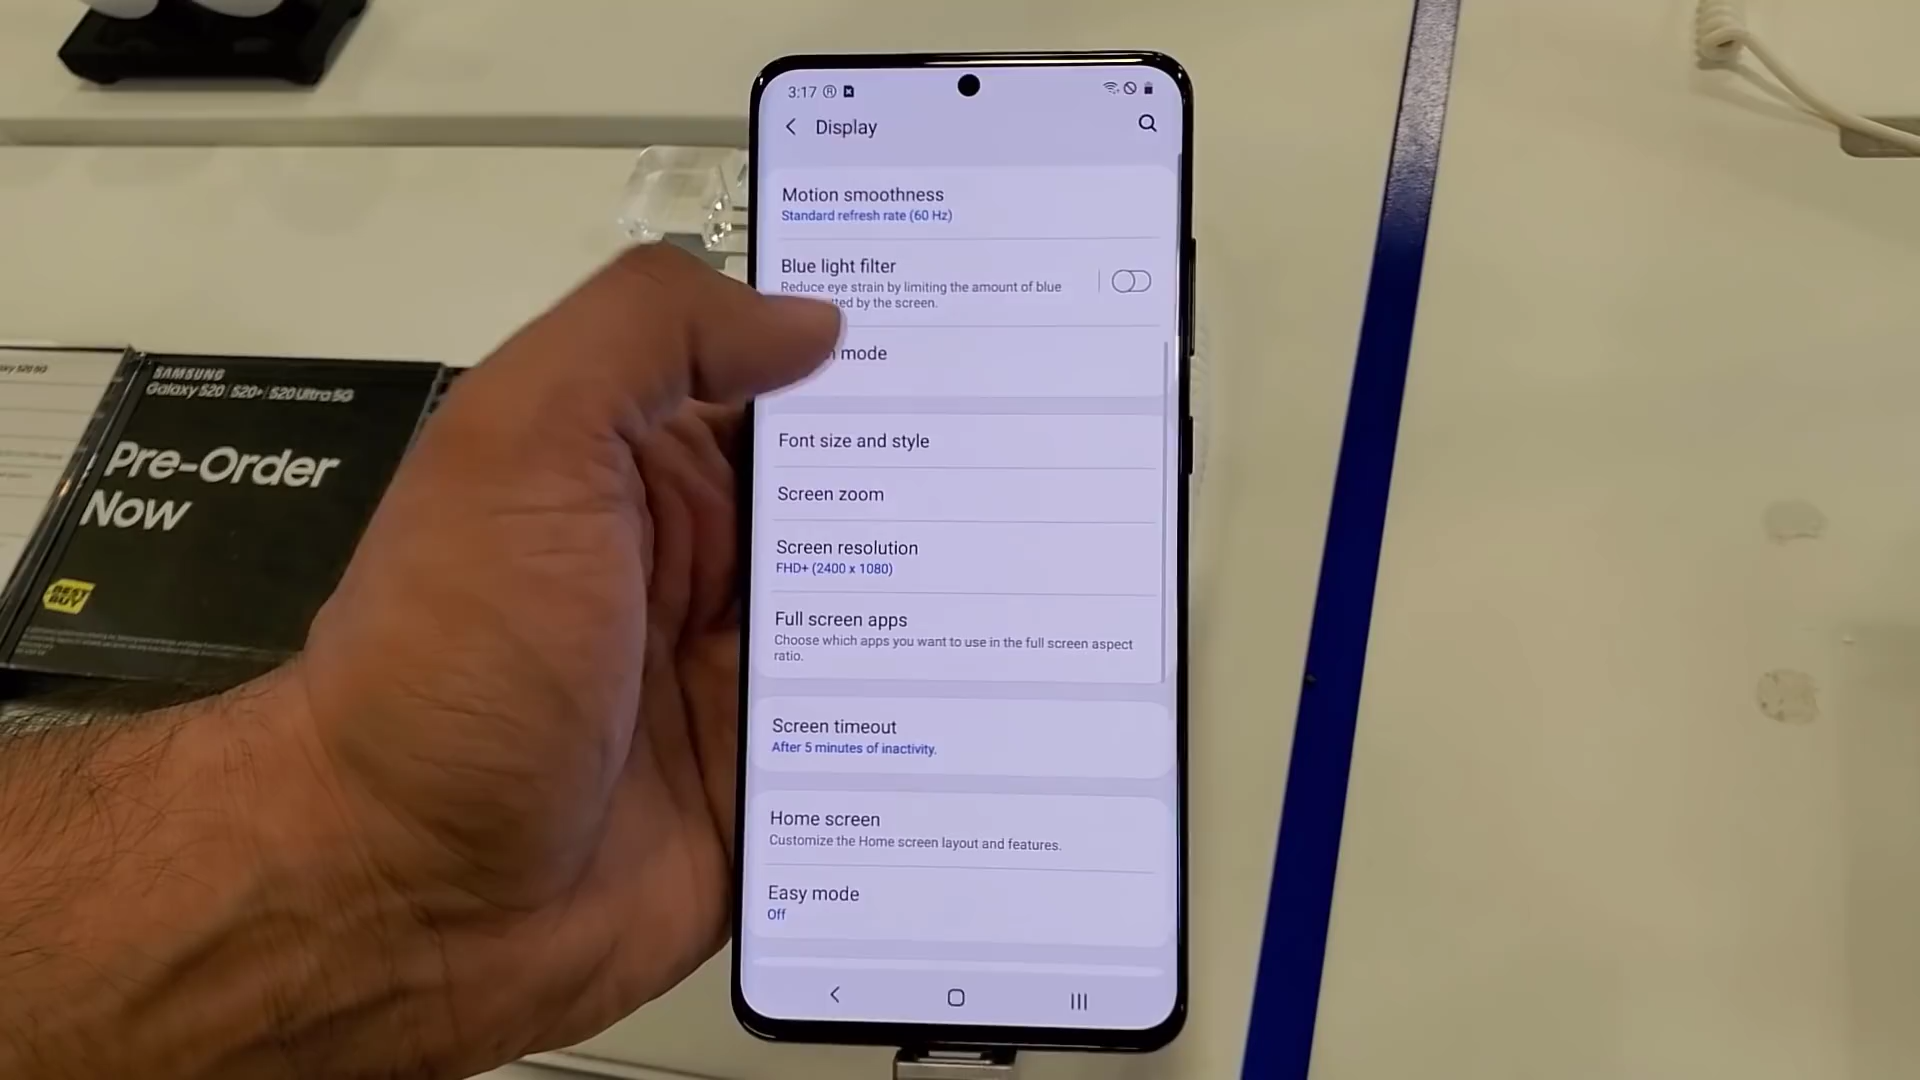 3:17
Display
Motion smoothness
Standard refresh rate (60 Hz)
Blue light filter
Reduce eye strain by limiting the amount of blue
by the screen.
mode
Font size and style
Screen zoom
Screen resolution
FHD+ (2400 x 1080)
Full screen apps
Choose which apps you want to use in the full screen aspect
ratio.
Screen timeout
After 5 minutes of inactivity.
Home screen
Customize the Home screen layout and features.
Easy mode
Off
SAMSUNG
Galaxy S20 | S20+ | S20 Ultra 5G
Pre-Order
Now
BEST
BUY